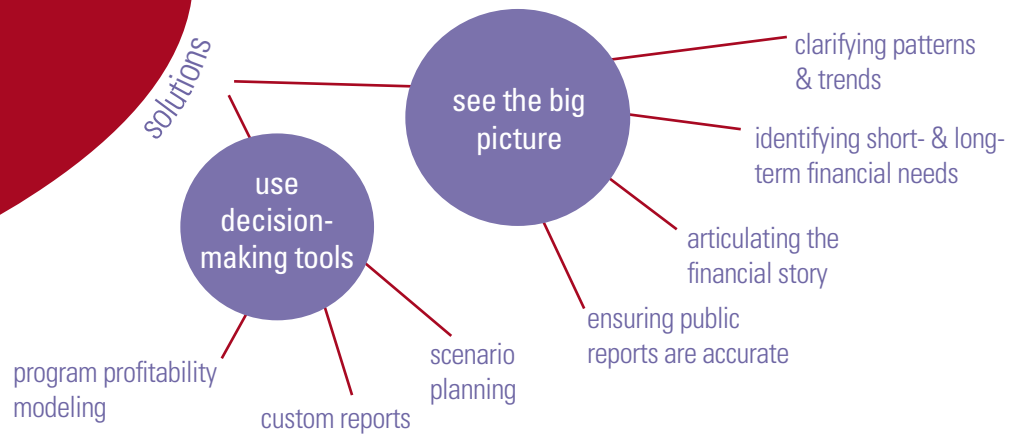 solutions
see the big
picture
clarifying patterns
& trends
identifying short- & long-
term financial needs
articulating the
financial story
ensuring public
reports are accurate
use
decision-
making tools
scenario
planning
custom reports
program profitability
modeling